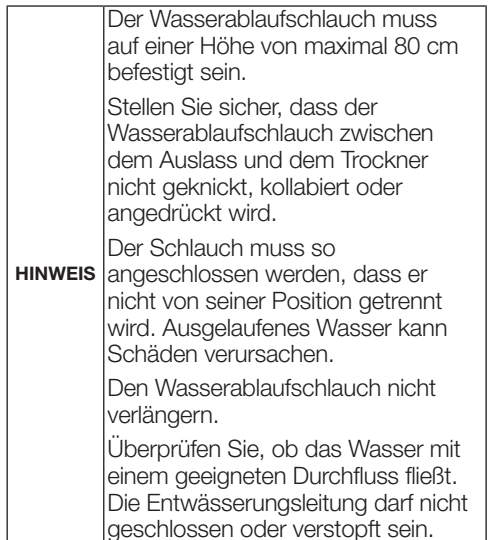 Der Wasserablaufschlauch muss
auf einer Höhe von maximal 80 cm
befestigt sein.
Stellen Sie sicher, dass der
Wasserablaufschlauch zwischen
dem Auslass und dem Trockner
nicht geknickt, kollabiert oder
angedrückt wird.
Der Schlauch muss so
HINWEIS angeschlossen werden, dass er
nicht von seiner Position getrennt
wird. Ausgelaufenes Wasser kann
Schäden verursachen.
Den Wasserablaufschlauch nicht
verlängern.
Überprüfen Sie, ob das Wasser mit
einem geeigneten Durchfluss fließt.
Die Entwässerungsleitung darf nicht
geschlossen oder verstopft sein.